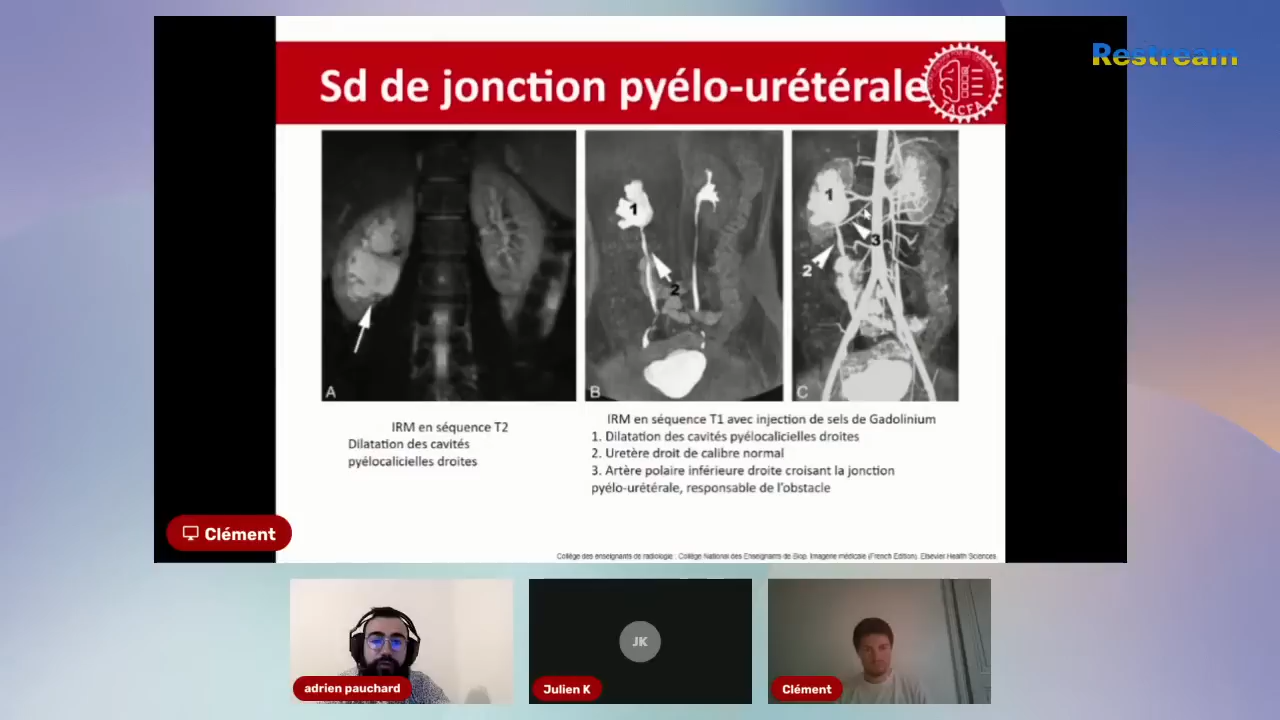 Restream
Sd de jonction pyélo-urétérale
TACFA
1
2
1
2
3
A
B
C
IRM en séquence T2
Dilatation des cavités
pyélocalicielles droites
IRM en séquence T1 avec injection de sels de Gadolinium
1. Dilatation des cavités pyélocalicielles droites
2. Uretère droit de calibre normal
3. Artère polaire inférieure droite croisant la jonction
pyélo-urétérale, responsable de l'obstacle
Collège des enseignants de radiologie ; Collège National des Enseignants de Biop. Imagerie médicale (French Edition). Elsevier Health Sciences.
Clément
JK
adrien pauchard
Julien K
Clément